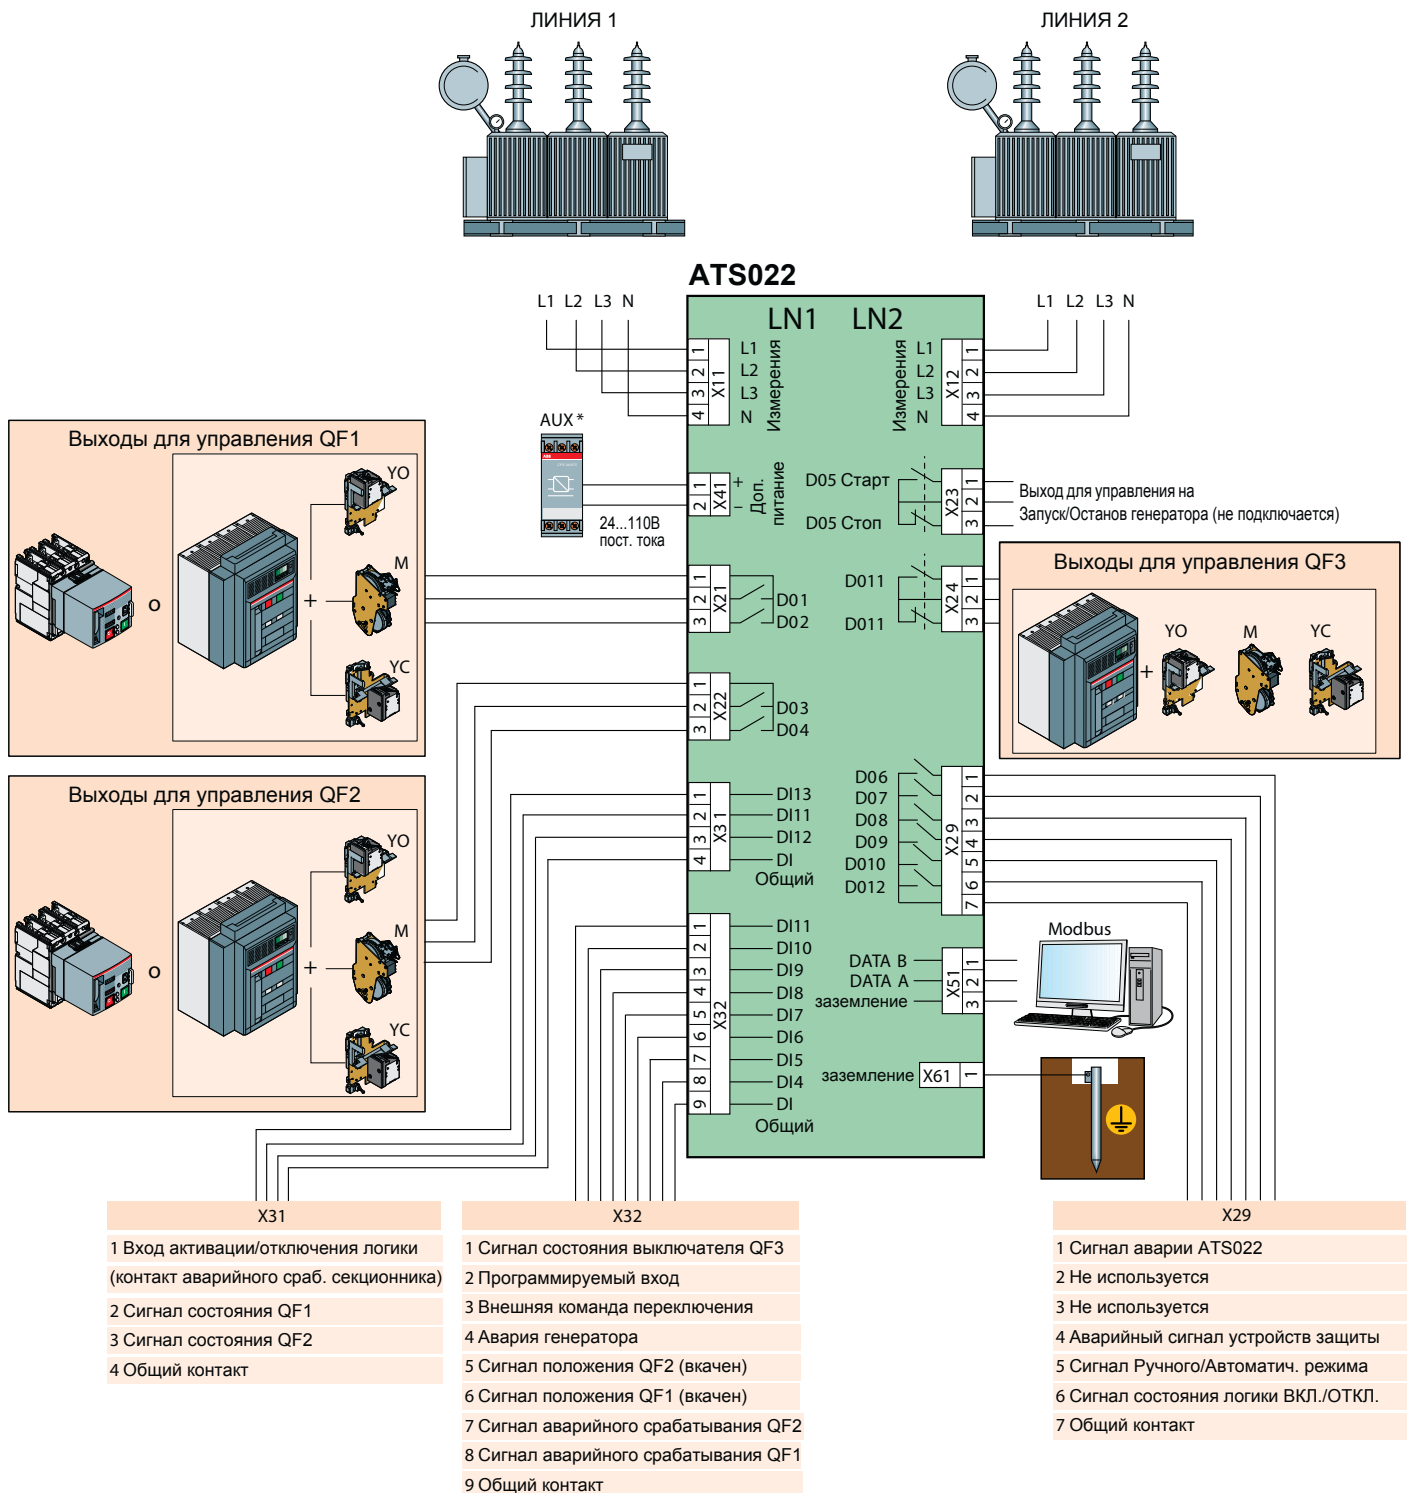 ЛИНИЯ 1
ЛИНИЯ 2
ATS022
L1 L2 L3 N
L1 L2 L3 N
LN1 LN2
1 L1
2 L2
3 L3
4 N
X11
Измерения
Измерения
L1 1
L2 2
L3 3
N 4
X12
AUX *
ABB
24...110В
пост. тока
1 +
2 –
X41
Доп.
питание
D05 Старт
D05 Стоп
X23
1
2
3
Выход для управления на
Запуск/Останов генератора (не подключается)
Выходы для управления QF1
о
+
YO
M
YC
X21
1
2
3
D01
D02
D011
D011
X24
1
2
3
Выходы для управления QF3
+
YO
M
YC
X22
1
2
3
D03
D04
Выходы для управления QF2
о
+
YO
M
YC
X31
1 DI13
2 DI11
3 DI12
4 DI
Общий
D06
D07
D08
D09
D010
D012
X29
1
2
3
4
5
6
7
X32
1 DI11
2 DI10
3 DI9
4 DI8
5 DI7
6 DI6
7 DI5
8 DI4
9 DI
Общий
Modbus
DATA B 1
DATA A 2
заземление 3
X51
заземление X61 1
X31
1 Вход активации/отключения логики
(контакт аварийного сраб. секционника)
2 Сигнал состояния QF1
3 Сигнал состояния QF2
4 Общий контакт
X32
1 Сигнал состояния выключателя QF3
2 Программируемый вход
3 Внешняя команда переключения
4 Авария генератора
5 Сигнал положения QF2 (вкачен)
6 Сигнал положения QF1 (вкачен)
7 Сигнал аварийного срабатывания QF2
8 Сигнал аварийного срабатывания QF1
9 Общий контакт
X29
1 Сигнал аварии ATS022
2 Не используется
3 Не используется
4 Аварийный сигнал устройств защиты
5 Сигнал Ручного/Автоматич. режима
6 Сигнал состояния логики ВКЛ./ОТКЛ.
7 Общий контакт